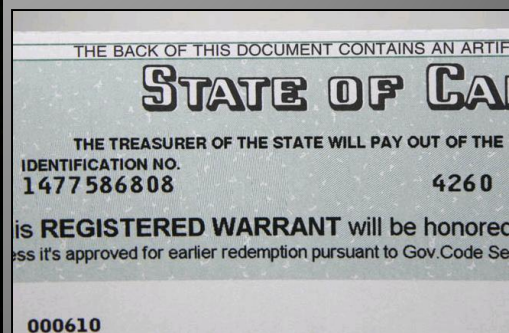 THE BACK OF THIS DOCUMENT CONTAINS AN ARTIF
STATE OF CA
THE TREASURER OF THE STATE WILL PAY OUT OF THE
IDENTIFICATION NO.
1477586808 4260
is REGISTERED WARRANT will be honored
ess it's approved for earlier redemption pursuant to Gov.Code Se
000610